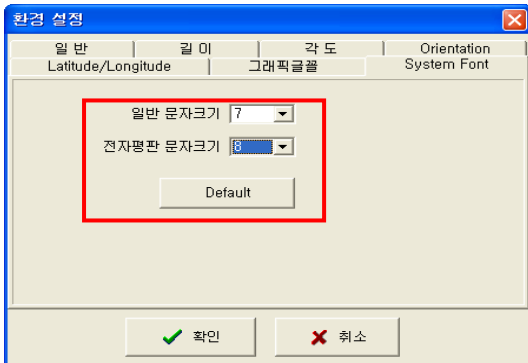 환경 설정
일 반 길 이 각 도 Orientation
Latitude/Longitude 그래픽글꼴 System Font
일반 문자크기 7
전자평판 문자크기 8
Default
확인 취소